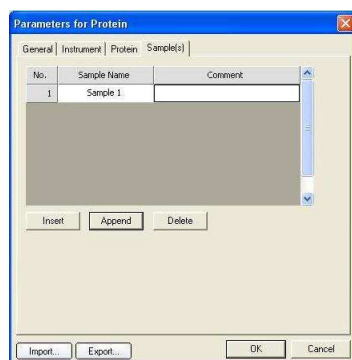 Parameters for Protein
General Instrument Protein Sample(s)
No. Sample Name Comment
1 Sample 1
Insert Append Delete
Import... Export... OK Cancel